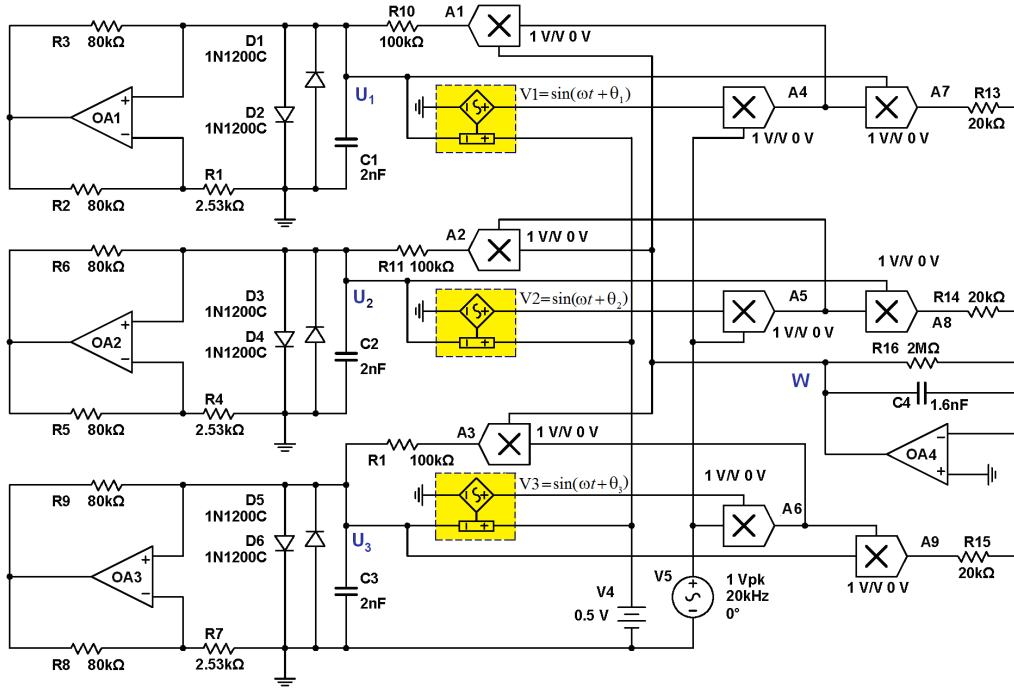 R3 80kΩ
D1
1N1200C
R10
100kΩ
A1
1 V/V 0 V
OA1
+
−
D2
1N1200C
U1
C1
2nF
V1=sin(ωt+θ1)
A4
1 V/V 0 V
A7
1 V/V 0 V
R13
20kΩ
R2 80kΩ
R1
2.53kΩ
R6 80kΩ
D3
1N1200C
R11 100kΩ
A2
1 V/V 0 V
1 V/V 0 V
OA2
+
−
D4
1N1200C
U2
C2
2nF
V2=sin(ωt+θ2)
A5
1 V/V 0 V
A8
R14 20kΩ
R16 2MΩ
W
C4 1.6nF
R5 80kΩ
R4
2.53kΩ
A3
1 V/V 0 V
R1 100kΩ
OA4
−
+
R9 80kΩ
D5
1N1200C
V3=sin(ωt+θ3)
1 V/V 0 V
A6
OA3
+
−
D6
1N1200C
U3
C3
2nF
A9
1 V/V 0 V
R15
20kΩ
V4
0.5 V
V5
+
−
1 Vpk
20kHz
0°
R8 80kΩ
R7
2.53kΩ